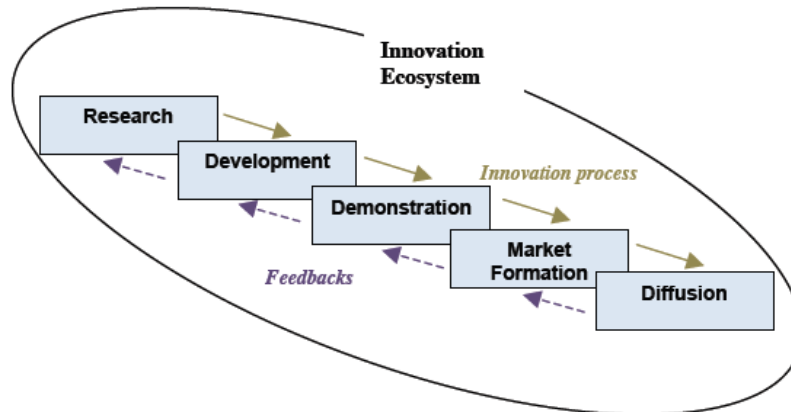 Innovation
Ecosystem
Research
Development
Innovation process
Demonstration
Market
Formation
Feedbacks
Diffusion